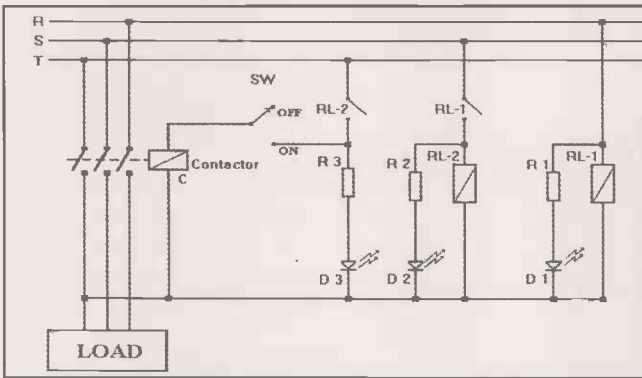 R
S
T
SW
OFF
RL-2
RL-1
ON
Contactor
C
R 3
R 2
RL-2
R 1
RL-1
D 3
D 2
D 1
LOAD